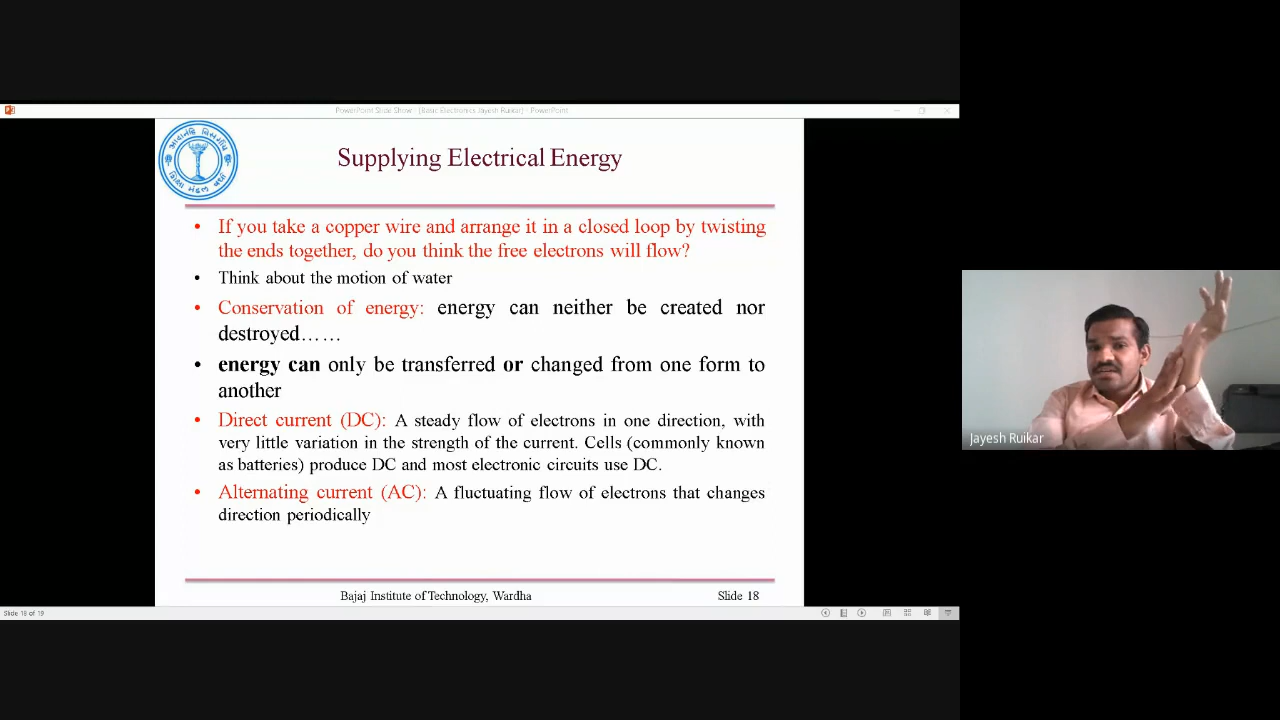 PowerPoint Slide Show - [Basic Electronics Jayesh Ruikar] - PowerPoint
Supplying Electrical Energy
• If you take a copper wire and arrange it in a closed loop by twisting
the ends together, do you think the free electrons will flow?
• Think about the motion of water
• Conservation of energy: energy can neither be created nor
destroyed……
• energy can only be transferred or changed from one form to
another
• Direct current (DC): A steady flow of electrons in one direction, with
very little variation in the strength of the current. Cells (commonly known
as batteries) produce DC and most electronic circuits use DC.
• Alternating current (AC): A fluctuating flow of electrons that changes
direction periodically
Bajaj Institute of Technology, Wardha Slide 18
Slide 18 of 19
Jayesh Ruikar